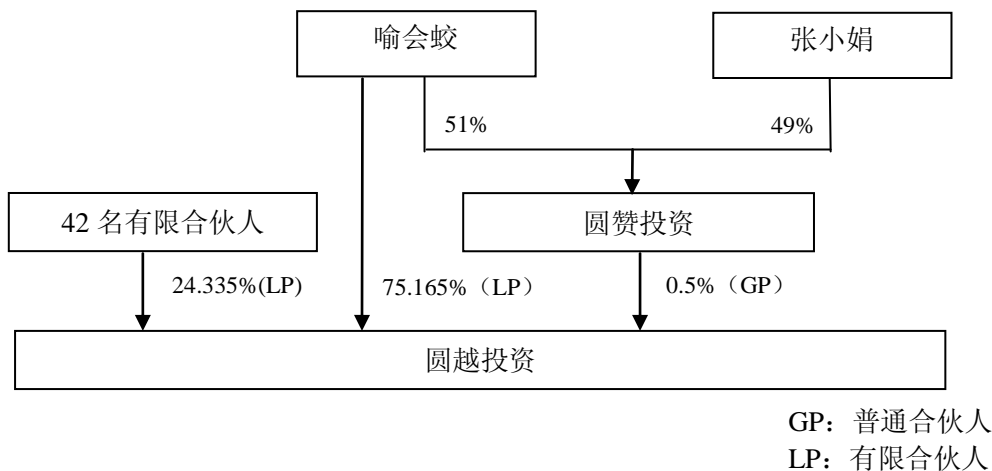 喻会蛟
张小娟
51%
49%
42 名有限合伙人
圆赞投资
24.335%(LP)
75.165%（LP）
0.5%（GP）
圆越投资
GP：普通合伙人
LP：有限合伙人